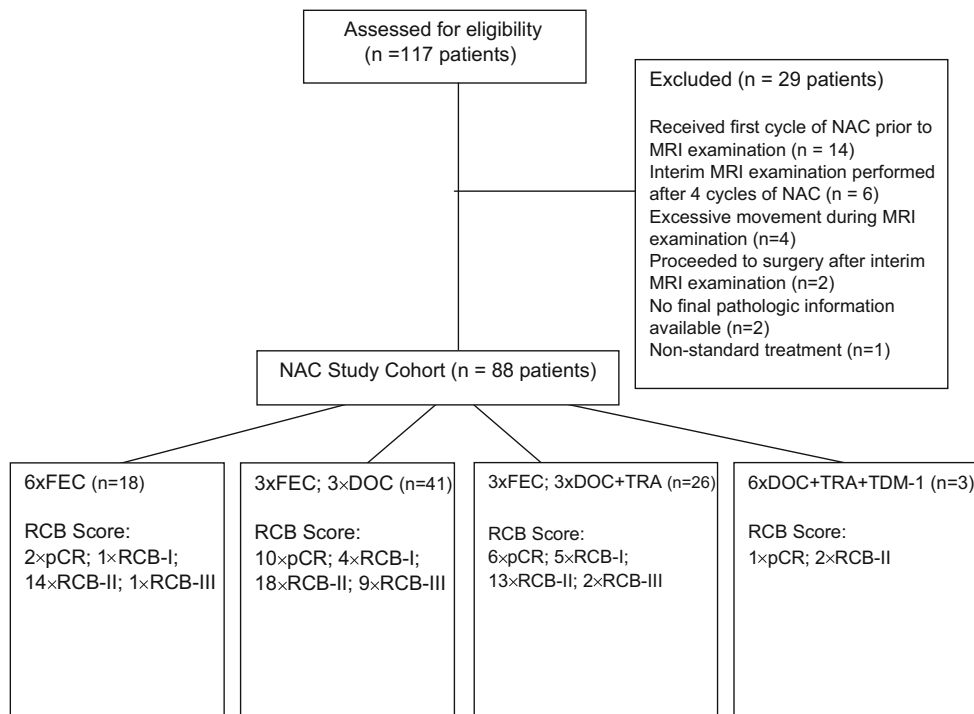 Assessed for eligibility
(n =117 patients)
Excluded (n = 29 patients)
Received first cycle of NAC prior to
MRI examination (n = 14)
Interim MRI examination performed
after 4 cycles of NAC (n = 6)
Excessive movement during MRI
examination (n=4)
Proceeded to surgery after interim
MRI examination (n=2)
No final pathologic information
available (n=2)
Non-standard treatment (n=1)
NAC Study Cohort (n = 88 patients)
6xFEC (n=18)
RCB Score:
2×pCR; 1×RCB-I;
14×RCB-II; 1×RCB-III
3xFEC; 3×DOC (n=41)
RCB Score:
10×pCR; 4×RCB-I;
18×RCB-II; 9×RCB-III
3xFEC; 3xDOC+TRA (n=26)
RCB Score:
6×pCR; 5×RCB-I;
13×RCB-II; 2×RCB-III
6xDOC+TRA+TDM-1 (n=3)
RCB Score:
1×pCR; 2×RCB-II